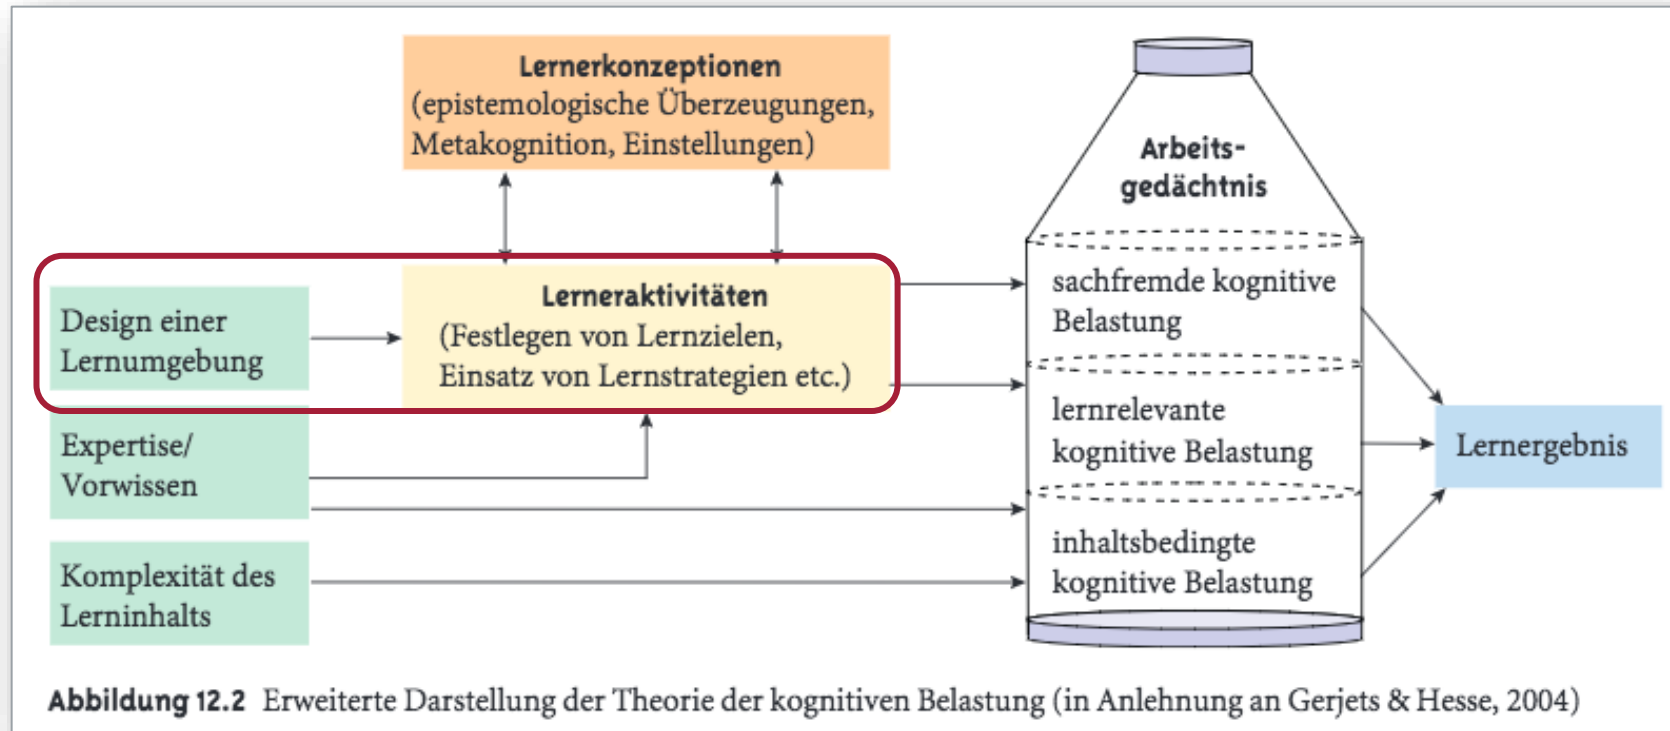 Lernerkonzeptionen
(epistemologische Überzeugungen,
Metakognition, Einstellungen)
Arbeits-
gedächtnis
Design einer
Lernumgebung
Lerneraktivitäten
(Festlegen von Lernzielen,
Einsatz von Lernstrategien etc.)
Expertise/
Vorwissen
Komplexität des
Lerninhalts
sachfremde kognitive
Belastung
lernrelevante
kognitive Belastung
inhaltsbedingte
kognitive Belastung
Lernergebnis
Abbildung 12.2 Erweiterte Darstellung der Theorie der kognitiven Belastung (in Anlehnung an Gerjets & Hesse, 2004)